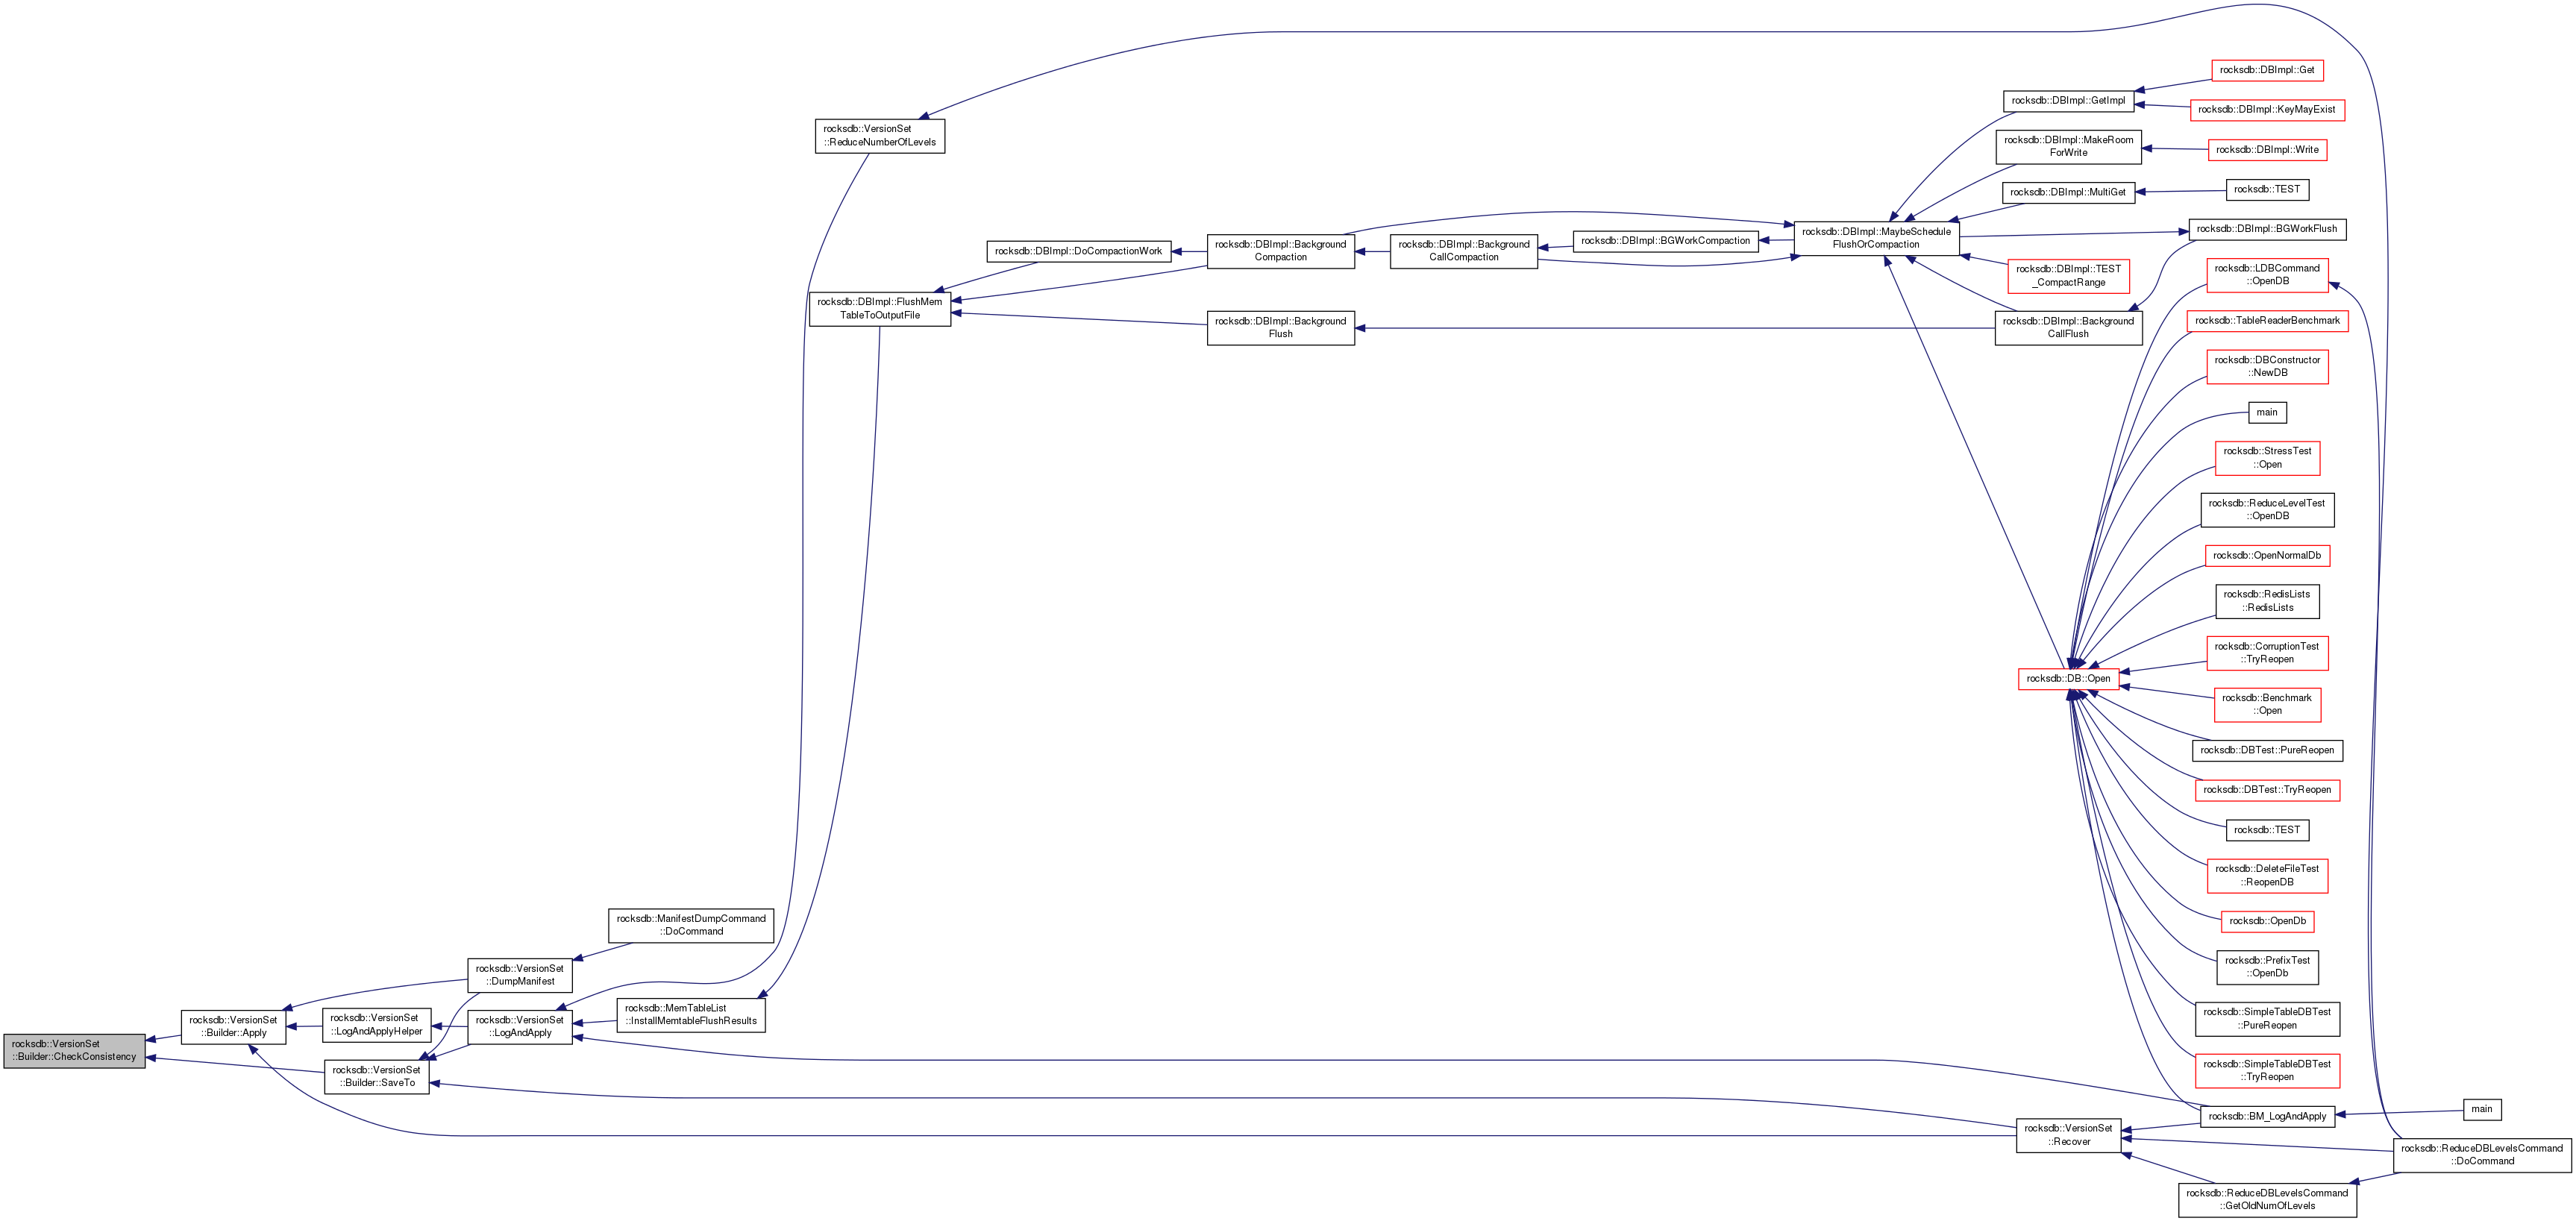 rocksdb::VersionSet
::Builder::CheckConsistency
rocksdb::VersionSet
::Builder::Apply
rocksdb::VersionSet
::LogAndApplyHelper
rocksdb::VersionSet
::Builder::SaveTo
rocksdb::VersionSet
::DumpManifest
rocksdb::VersionSet
::LogAndApply
rocksdb::ManifestDumpCommand
::DoCommand
rocksdb::MemTableList
::InstallMemtableFlushResults
rocksdb::VersionSet
::ReduceNumberOfLevels
rocksdb::DBImpl::FlushMem
TableToOutputFile
rocksdb::DBImpl::DoCompactionWork
rocksdb::DBImpl::Background
Compaction
rocksdb::DBImpl::Background
Flush
rocksdb::DBImpl::Background
CallCompaction
rocksdb::DBImpl::BGWorkCompaction
rocksdb::DBImpl::MaybeSchedule
FlushOrCompaction
rocksdb::DBImpl::GetImpl
rocksdb::DBImpl::MakeRoom
ForWrite
rocksdb::DBImpl::MultiGet
rocksdb::DBImpl::TEST
_CompactRange
rocksdb::DBImpl::Background
CallFlush
rocksdb::DB::Open
rocksdb::VersionSet
::Recover
rocksdb::DBImpl::Get
rocksdb::DBImpl::KeyMayExist
rocksdb::DBImpl::Write
rocksdb::TEST
rocksdb::DBImpl::BGWorkFlush
rocksdb::LDBCommand
::OpenDB
rocksdb::TableReaderBenchmark
rocksdb::DBConstructor
::NewDB
main
rocksdb::StressTest
::Open
rocksdb::ReduceLevelTest
::OpenDB
rocksdb::OpenNormalDb
rocksdb::RedisLists
::RedisLists
rocksdb::CorruptionTest
::TryReopen
rocksdb::Benchmark
::Open
rocksdb::DBTest::PureReopen
rocksdb::DBTest::TryReopen
rocksdb::TEST
rocksdb::DeleteFileTest
::ReopenDB
rocksdb::OpenDb
rocksdb::PrefixTest
::OpenDb
rocksdb::SimpleTableDBTest
::PureReopen
rocksdb::SimpleTableDBTest
::TryReopen
rocksdb::BM_LogAndApply
rocksdb::ReduceDBLevelsCommand
::GetOldNumOfLevels
main
rocksdb::ReduceDBLevelsCommand
::DoCommand